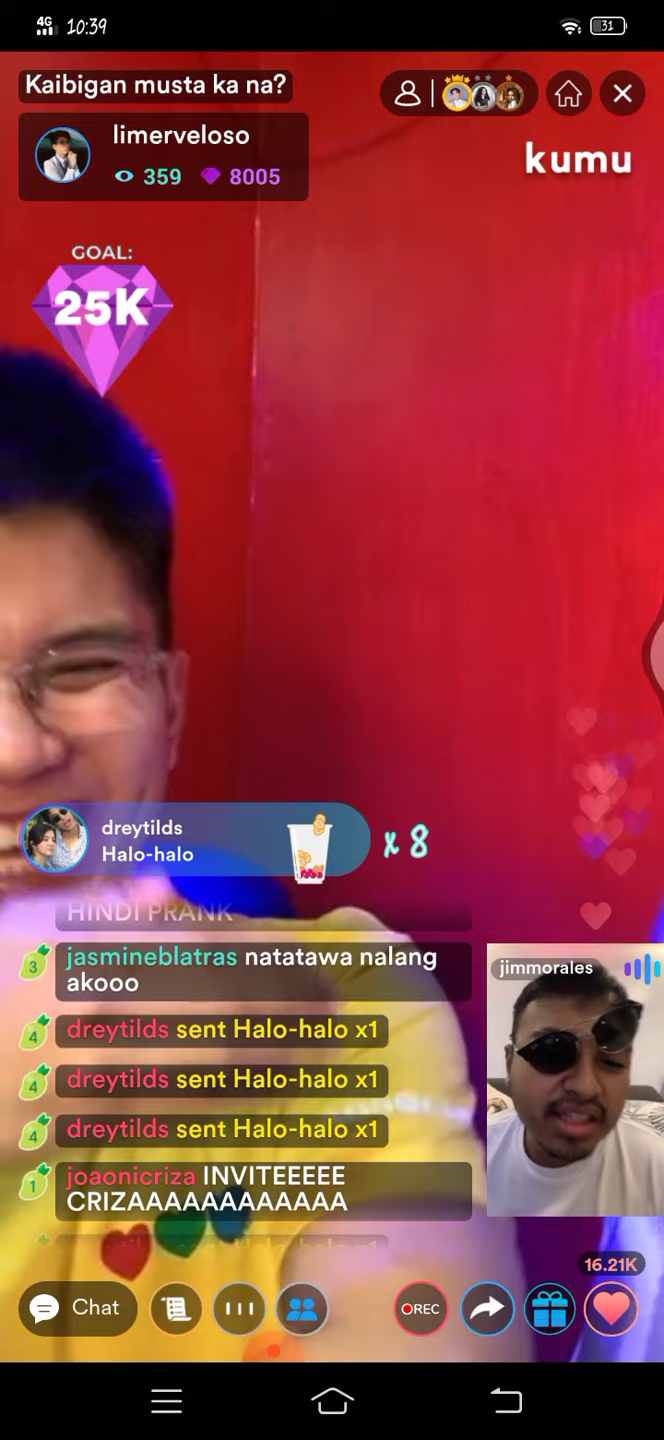 4G 10:39
31
Kaibigan musta ka na?
limerveloso
359 8005
kumu
GOAL:
25K
dreytilds
Halo-halo
x 8
HINDI PRANK
3 jasmineblatras natatawa nalang
akooo
jimmorales
4 dreytilds sent Halo-halo x1
4 dreytilds sent Halo-halo x1
4 dreytilds sent Halo-halo x1
1 joaonicriza INVITEEEEE
CRIZAAAAAAAAAAAA
16.21K
Chat
REC